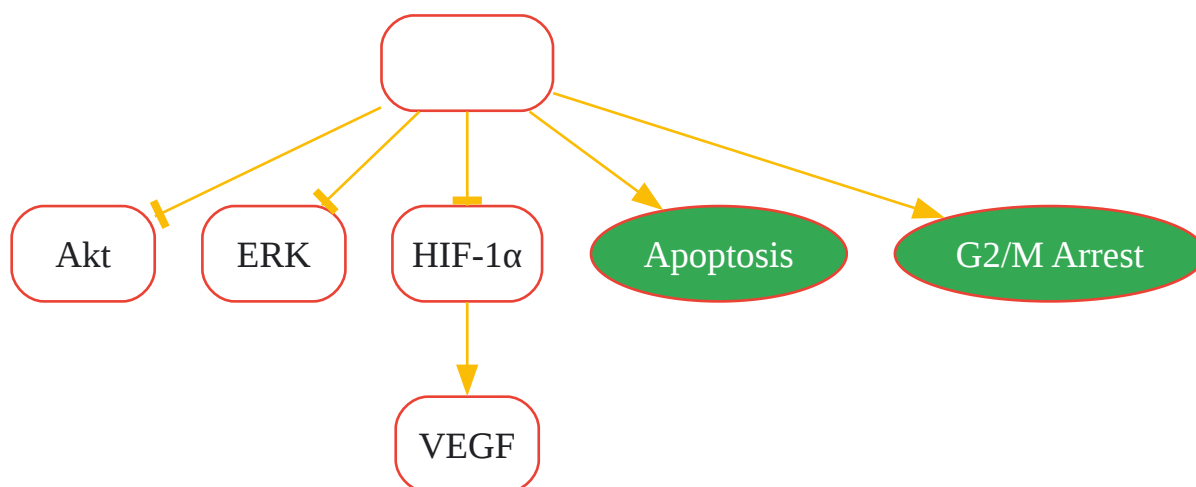 Akt
ERK
HIF-1α
Apoptosis
G2/M Arrest
VEGF